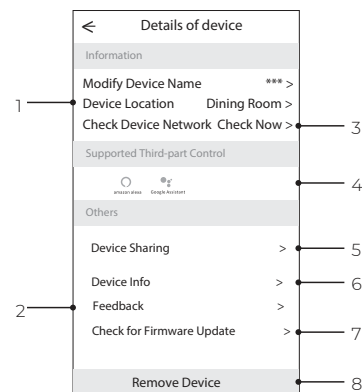 ← Details of device
Information
Modify Device Name *** >
1 Device Location Dining Room >
Check Device Network Check Now > 3
Supported Third-part Control
amazon alexa Google Assistant 4
Others
Device Sharing > 5
Device Info > 6
2 Feedback >
Check for Firmware Update > 7
Remove Device 8